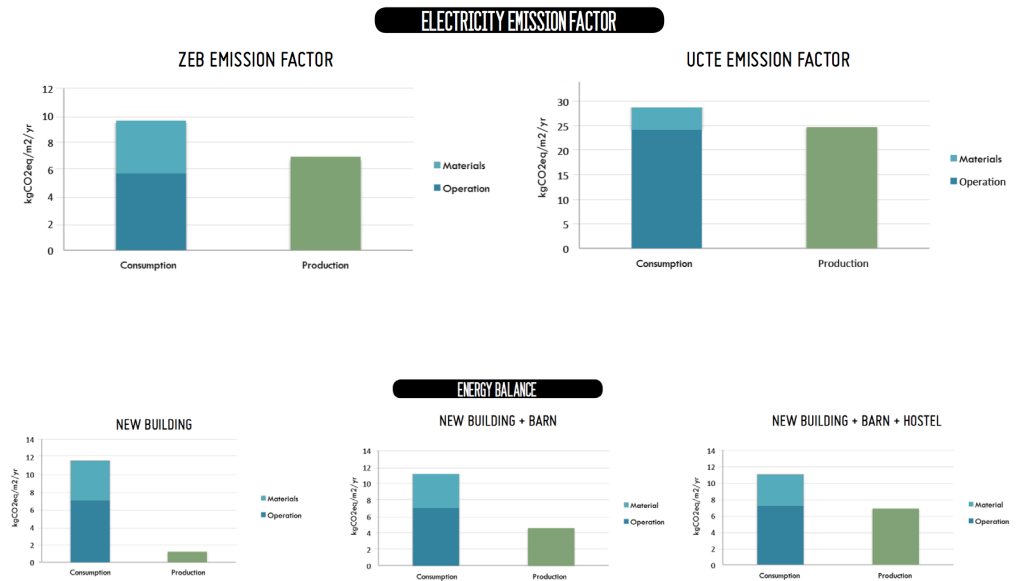 ELECTRICITY EMISSION FACTOR
ZEB EMISSION FACTOR
12
10
8
6
4
2
0
kgCO2eq/m2/yr
Consumption
Production
Materials
Operation
UCTE EMISSION FACTOR
30
25
20
15
10
5
0
kgCO2eq/m2/yr
Consumption
Production
Materials
Operation
ENERGY BALANCE
NEW BUILDING
14
12
10
8
6
4
2
0
kgCO2eq/m2/yr
Consumption
Production
Materials
Operation
NEW BUILDING + BARN
14
12
10
8
6
4
2
0
kgCO2eq/m2/yr
Consumption
Production
Material
Operation
NEW BUILDING + BARN + HOSTEL
14
12
10
8
6
4
2
0
kgCO2eq/m2/yr
Consumption
Production
Material
Operation